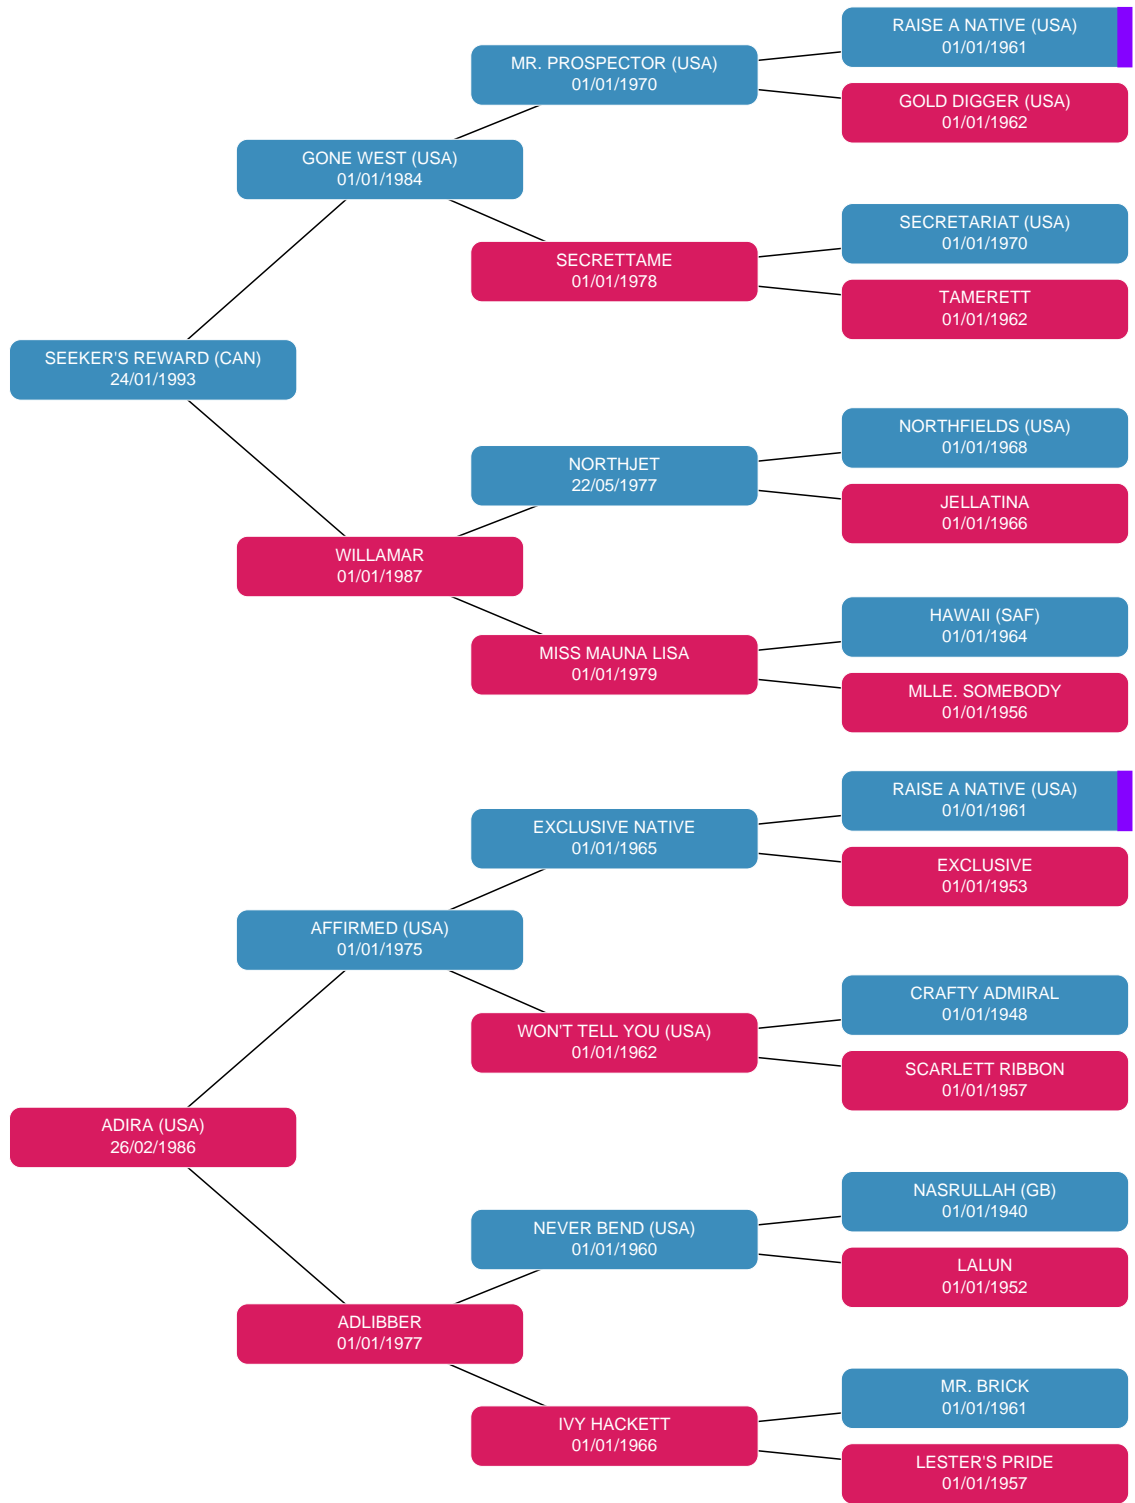 RAISE A NATIVE (USA)
01/01/1961
MR. PROSPECTOR (USA)
01/01/1970
GOLD DIGGER (USA)
01/01/1962
GONE WEST (USA)
01/01/1984
SECRETARIAT (USA)
01/01/1970
SECRETTAME
01/01/1978
TAMERETT
01/01/1962
SEEKER'S REWARD (CAN)
24/01/1993
NORTHFIELDS (USA)
01/01/1968
NORTHJET
22/05/1977
JELLATINA
01/01/1966
WILLAMAR
01/01/1987
HAWAII (SAF)
01/01/1964
MISS MAUNA LISA
01/01/1979
MLLE. SOMEBODY
01/01/1956
RAISE A NATIVE (USA)
01/01/1961
EXCLUSIVE NATIVE
01/01/1965
EXCLUSIVE
01/01/1953
AFFIRMED (USA)
01/01/1975
CRAFTY ADMIRAL
01/01/1948
WON'T TELL YOU (USA)
01/01/1962
SCARLETT RIBBON
01/01/1957
ADIRA (USA)
26/02/1986
NASRULLAH (GB)
01/01/1940
NEVER BEND (USA)
01/01/1960
LALUN
01/01/1952
ADLIBBER
01/01/1977
MR. BRICK
01/01/1961
IVY HACKETT
01/01/1966
LESTER'S PRIDE
01/01/1957